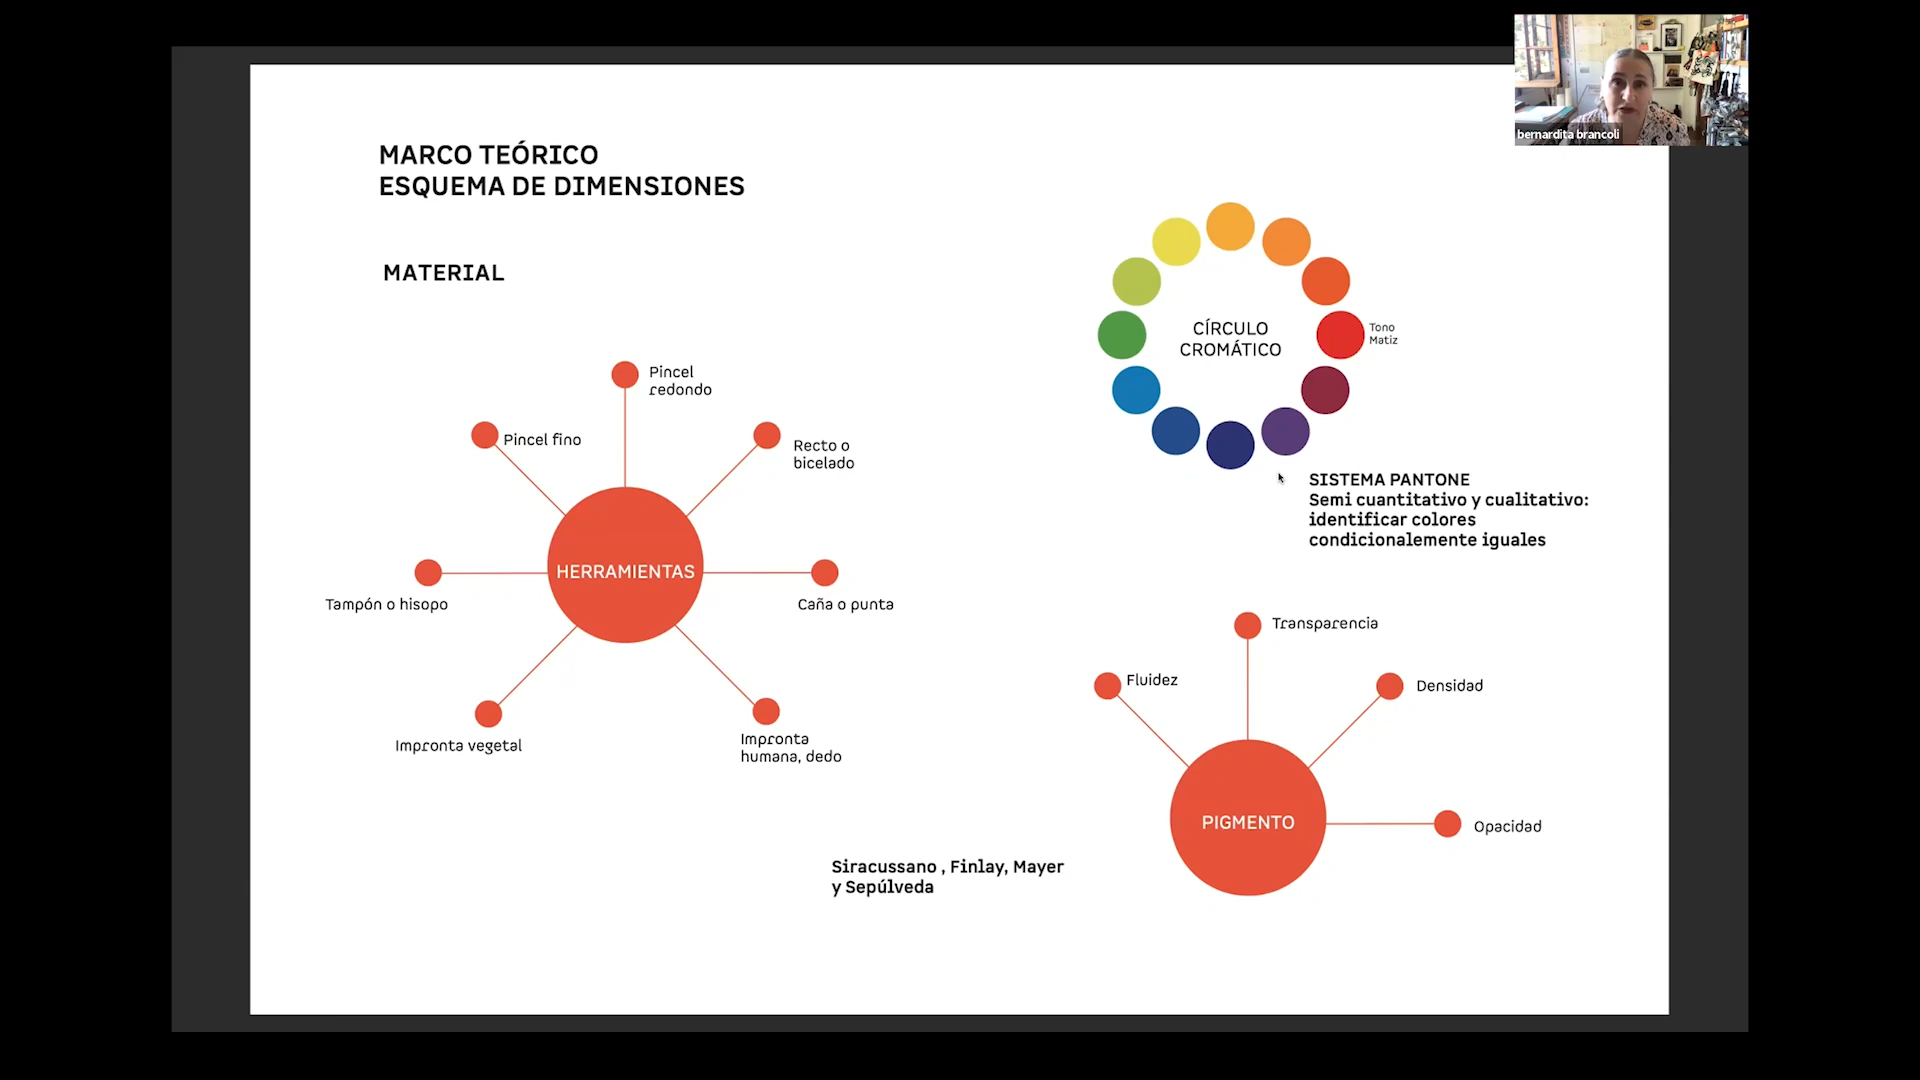 bernardita brancoli
MARCO TEÓRICO
ESQUEMA DE DIMENSIONES
MATERIAL
Pincel
redondo
Pincel fino
Recto o
bicelado
HERRAMIENTAS
Tampón o hisopo
Caña o punta
Impronta vegetal
Impronta
humana, dedo
CÍRCULO
CROMÁTICO
Tono
Matiz
SISTEMA PANTONE
Semi cuantitativo y cualitativo:
identificar colores
condicionalemente iguales
Transparencia
Fluidez
Densidad
PIGMENTO
Opacidad
Siracussano , Finlay, Mayer
y Sepúlveda